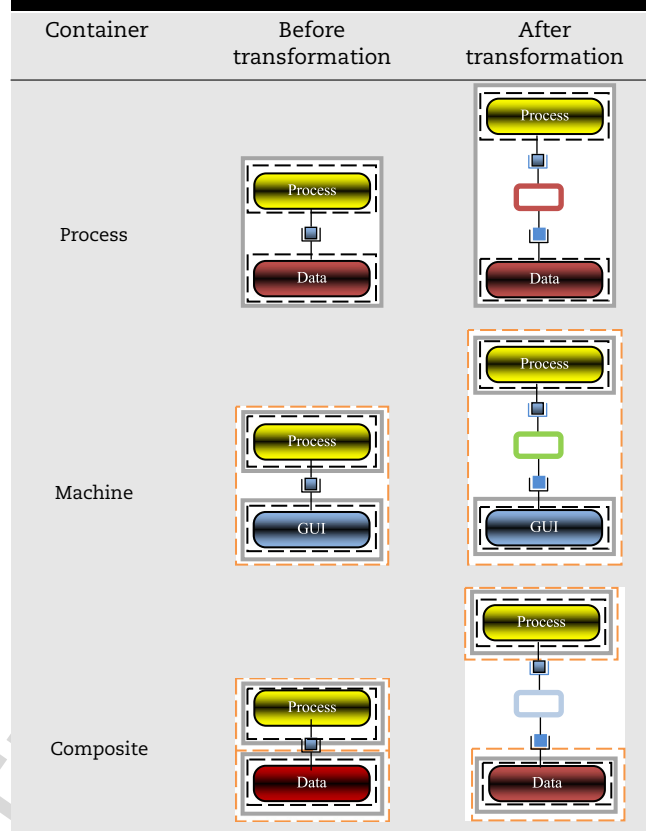 Container
Before
transformation
After
transformation
Process
Process
Data
Process
Data
Machine
Process
GUI
Process
GUI
Composite
Process
Data
Process
Data